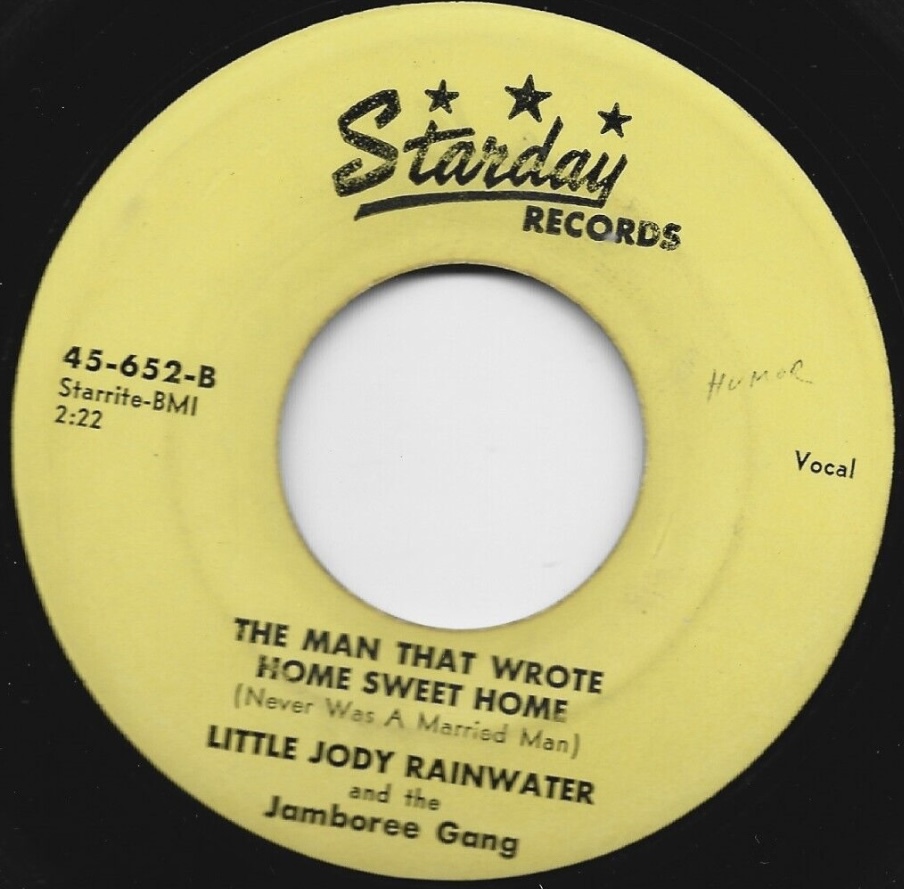 Starday
RECORDS
45-652-B
Starrite-BMI
2:22
HUMOR
Vocal
THE MAN THAT WROTE
HOME SWEET HOME
(Never Was A Married Man)
LITTLE JODY RAINWATER
and the
Jamboree Gang